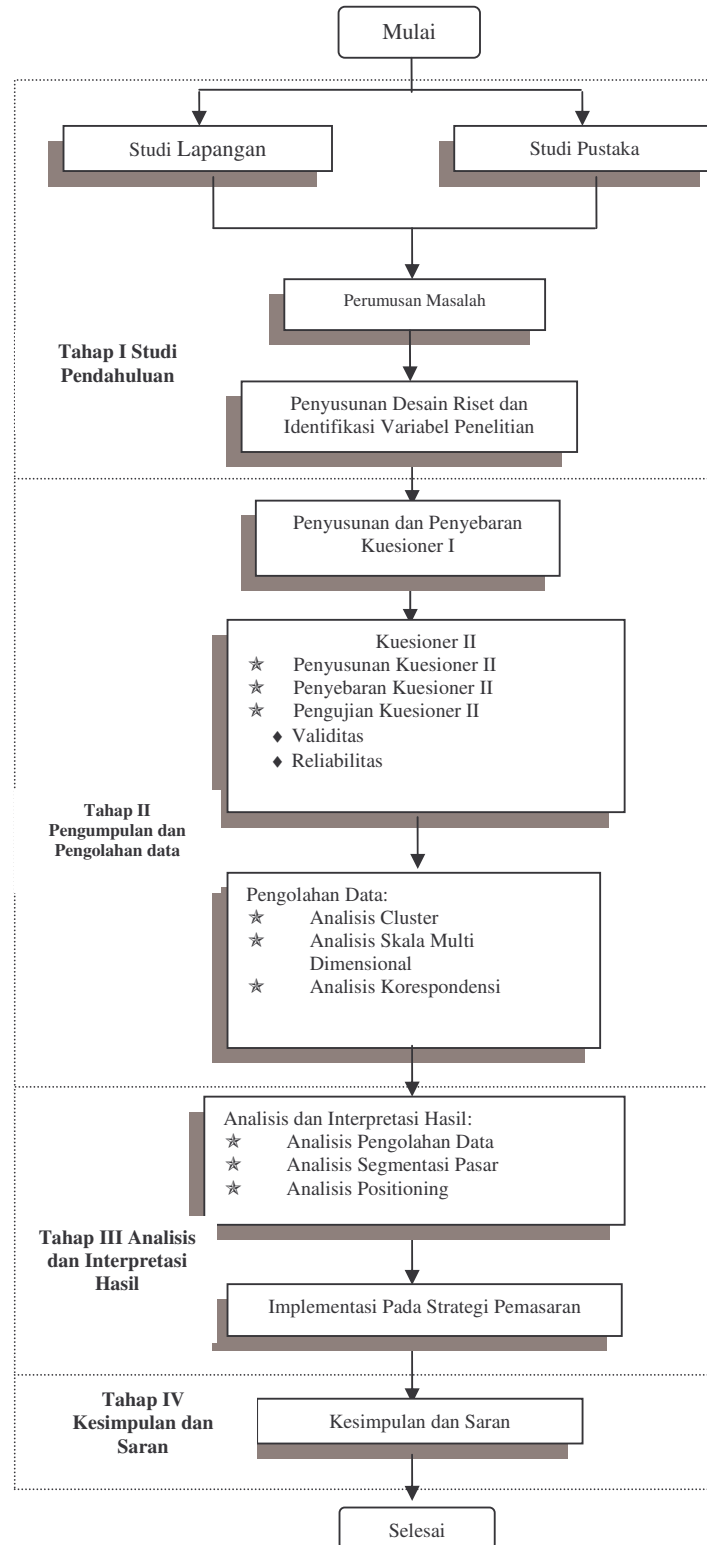 Mulai
Studi Lapangan
Studi Pustaka
Perumusan Masalah
Tahap I Studi
Pendahuluan
Penyusunan Desain Riset dan
Identifikasi Variabel Penelitian
Penyusunan dan Penyebaran
Kuesioner I
Kuesioner II
✯ Penyusunan Kuesioner II
✯ Penyebaran Kuesioner II
✯ Pengujian Kuesioner II
♦ Validitas
♦ Reliabilitas
Tahap II
Pengumpulan dan
Pengolahan data
Pengolahan Data:
✯ Analisis Cluster
✯ Analisis Skala Multi
Dimensional
✯ Analisis Korespondensi
Analisis dan Interpretasi Hasil:
✯ Analisis Pengolahan Data
✯ Analisis Segmentasi Pasar
✯ Analisis Positioning
Tahap III Analisis
dan Interpretasi
Hasil
Implementasi Pada Strategi Pemasaran
Tahap IV
Kesimpulan dan
Saran
Kesimpulan dan Saran
Selesai